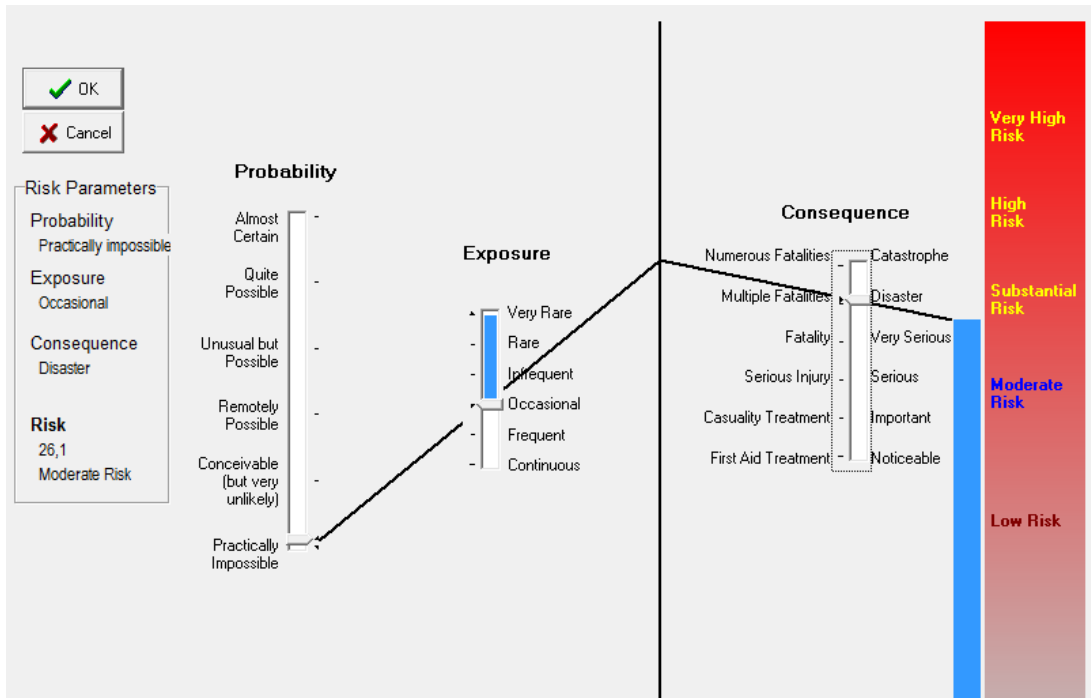 OK
Cancel
Risk Parameters
Probability
Practically impossible
Exposure
Occasional
Consequence
Disaster
Risk
26,1
Moderate Risk
Probability
Almost
Certain
Quite
Possible
Unusual but
Possible
Remotely
Possible
Conceivable
(but very
unlikely)
Practically
Impossible
Exposure
Very Rare
Rare
Infrequent
Occasional
Frequent
Continuous
Consequence
Numerous Fatalities
Catastrophe
Multiple Fatalities
Disaster
Fatality
Very Serious
Serious Injury
Serious
Casuality Treatment
Important
First Aid Treatment
Noticeable
Very High
Risk
High
Risk
Substantial
Risk
Moderate
Risk
Low Risk